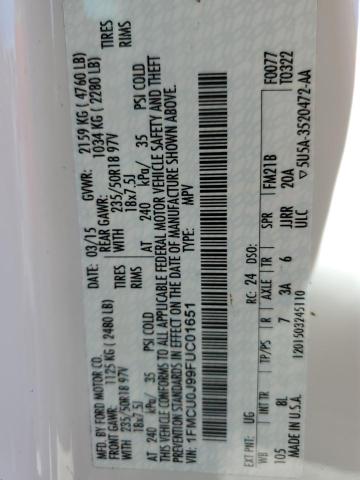 MFD. BY FORD MOTOR CO.
DATE: 03/15 GVWR: 2159 KG ( 4760 LB)
FRONT GAWR: 1125 KG ( 2480 LB) REAR GAWR: 1034 KG ( 2280 LB)
WITH TIRES WITH TIRES
235/50R18 97V RIMS 235/50R18 97V RIMS
18x7.5J 18x7.5J
AT 240 kPa/ 35 PSI COLD AT 240 kPa/ 35 PSI COLD
THIS VEHICLE CONFORMS TO ALL APPLICABLE FEDERAL MOTOR VEHICLE SAFETY AND THEFT
PREVENTION STANDARDS IN EFFECT ON THE DATE OF MANUFACTURE SHOWN ABOVE.
VIN: 1FMCU0J99FUC01651
TYPE: MPV
F0077
T0322
EXT PNT: UG RC: 24 DSO: FM21B
WB INT TR TP/PS R AXLE TR SPR 20A
105 8L 7 3A 6 JJRR
ULC
MADE IN U.S.A. 1201503245110 ▽5U5A-3520472-AA